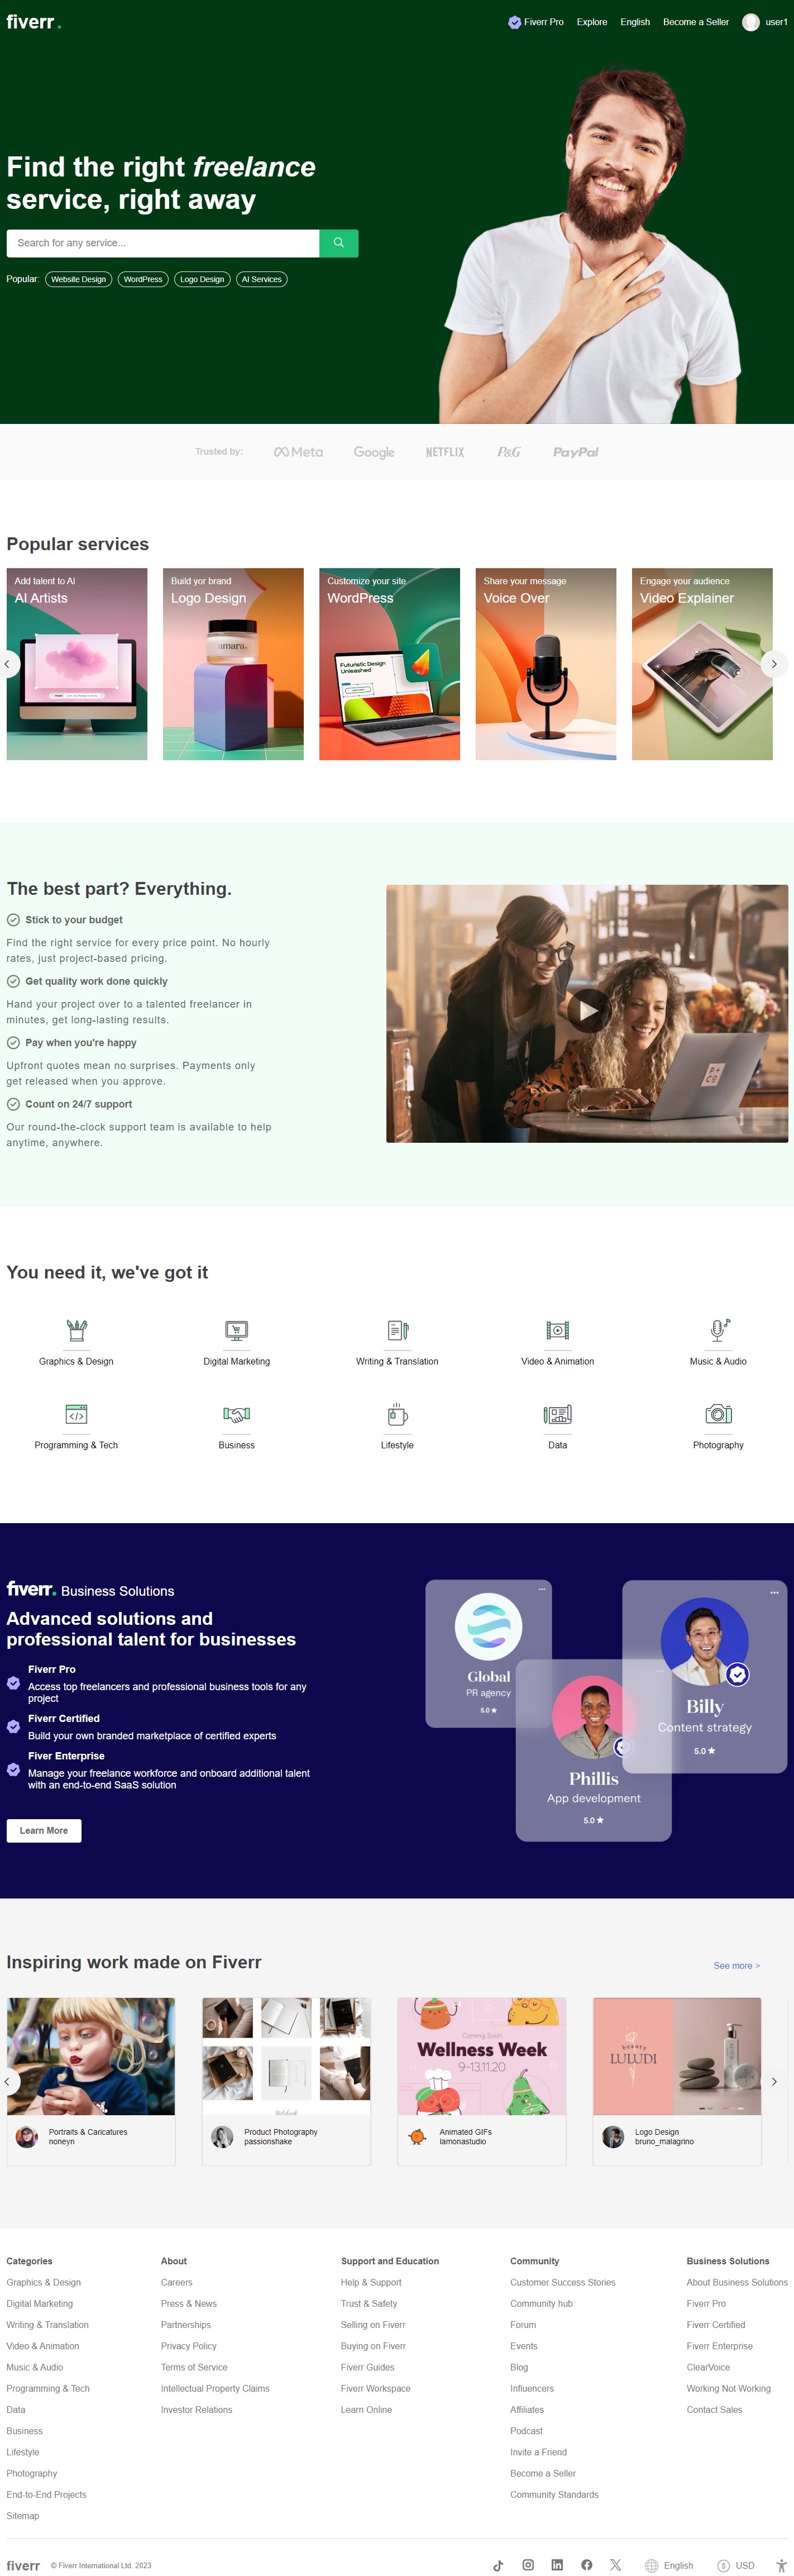 fiverr.
Fiverr Pro
Explore
English
Become a Seller
user1
Find the right freelance
service, right away
Search for any service...
Popular:
Website Design
WordPress
Logo Design
AI Services
Trusted by:
Meta
Google
NETFLIX
P&G
PayPal
Popular services
Add talent to AI
AI Artists
Build yor brand
Logo Design
amara.
Customize your site
WordPress
Futuristic Design
Unleashed
Share your message
Voice Over
Engage your audience
Video Explainer
The best part? Everything.
Stick to your budget
Find the right service for every price point. No hourly
rates, just project-based pricing.
Get quality work done quickly
Hand your project over to a talented freelancer in
minutes, get long-lasting results.
Pay when you're happy
Upfront quotes mean no surprises. Payments only
get released when you approve.
Count on 24/7 support
Our round-the-clock support team is available to help
anytime, anywhere.
You need it, we've got it
Graphics & Design
Digital Marketing
Writing & Translation
Video & Animation
Music & Audio
Programming & Tech
Business
Lifestyle
Data
Photography
fiverr. Business Solutions
Advanced solutions and
professional talent for businesses
Fiverr Pro
Access top freelancers and professional business tools for any
project
Fiverr Certified
Build your own branded marketplace of certified experts
Fiver Enterprise
Manage your freelance workforce and onboard additional talent
with an end-to-end SaaS solution
Learn More
Global
PR agency
5.0 ★
Phillis
App development
5.0 ★
Billy
Content strategy
5.0 ★
Inspiring work made on Fiverr
See more >
Portraits & Caricatures
noneyn
Notebook
Product Photography
passionshake
Coming Soon
Wellness Week
9-13.11.20
Animated GIFs
lamonastudio
beauty
LULUDI
Logo Design
bruno_malagrino
Categories
Graphics & Design
Digital Marketing
Writing & Translation
Video & Animation
Music & Audio
Programming & Tech
Data
Business
Lifestyle
Photography
End-to-End Projects
Sitemap
About
Careers
Press & News
Partnerships
Privacy Policy
Terms of Service
Intellectual Property Claims
Investor Relations
Support and Education
Help & Support
Trust & Safety
Selling on Fiverr
Buying on Fiverr
Fiverr Guides
Fiverr Workspace
Learn Online
Community
Customer Success Stories
Community hub
Forum
Events
Blog
Influencers
Affiliates
Podcast
Invite a Friend
Become a Seller
Community Standards
Business Solutions
About Business Solutions
Fiverr Pro
Fiverr Certified
Fiverr Enterprise
ClearVoice
Working Not Working
Contact Sales
fiverr
© Fiverr International Ltd. 2023
English
USD